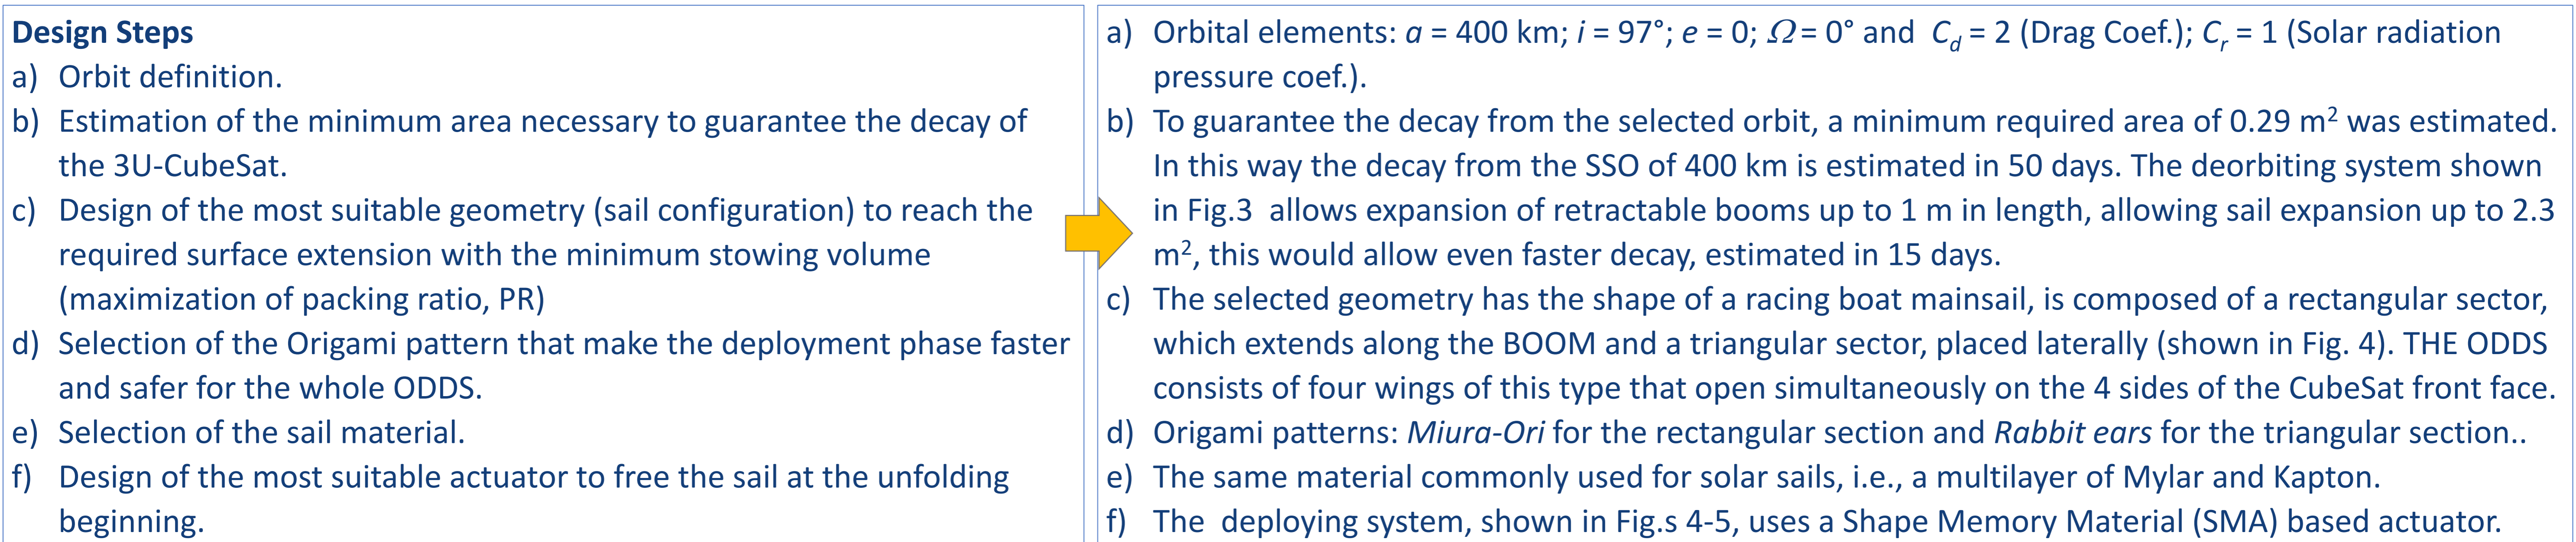 Design Steps
a) Orbit definition.
b) Estimation of the minimum area necessary to guarantee the decay of
the 3U-CubeSat.
c) Design of the most suitable geometry (sail configuration) to reach the
required surface extension with the minimum stowing volume
(maximization of packing ratio, PR)
d) Selection of the Origami pattern that make the deployment phase faster
and safer for the whole ODDS.
e) Selection of the sail material.
f) Design of the most suitable actuator to free the sail at the unfolding
beginning.
a) Orbital elements: a = 400 km; i = 97°; e = 0; Ω = 0° and C_d = 2 (Drag Coef.); C_r = 1 (Solar radiation
pressure coef.).
b) To guarantee the decay from the selected orbit, a minimum required area of 0.29 m² was estimated.
In this way the decay from the SSO of 400 km is estimated in 50 days. The deorbiting system shown
in Fig.3 allows expansion of retractable booms up to 1 m in length, allowing sail expansion up to 2.3
m², this would allow even faster decay, estimated in 15 days.
c) The selected geometry has the shape of a racing boat mainsail, is composed of a rectangular sector,
which extends along the BOOM and a triangular sector, placed laterally (shown in Fig. 4). THE ODDS
consists of four wings of this type that open simultaneously on the 4 sides of the CubeSat front face.
d) Origami patterns: Miura-Ori for the rectangular section and Rabbit ears for the triangular section..
e) The same material commonly used for solar sails, i.e., a multilayer of Mylar and Kapton.
f) The deploying system, shown in Fig.s 4-5, uses a Shape Memory Material (SMA) based actuator.